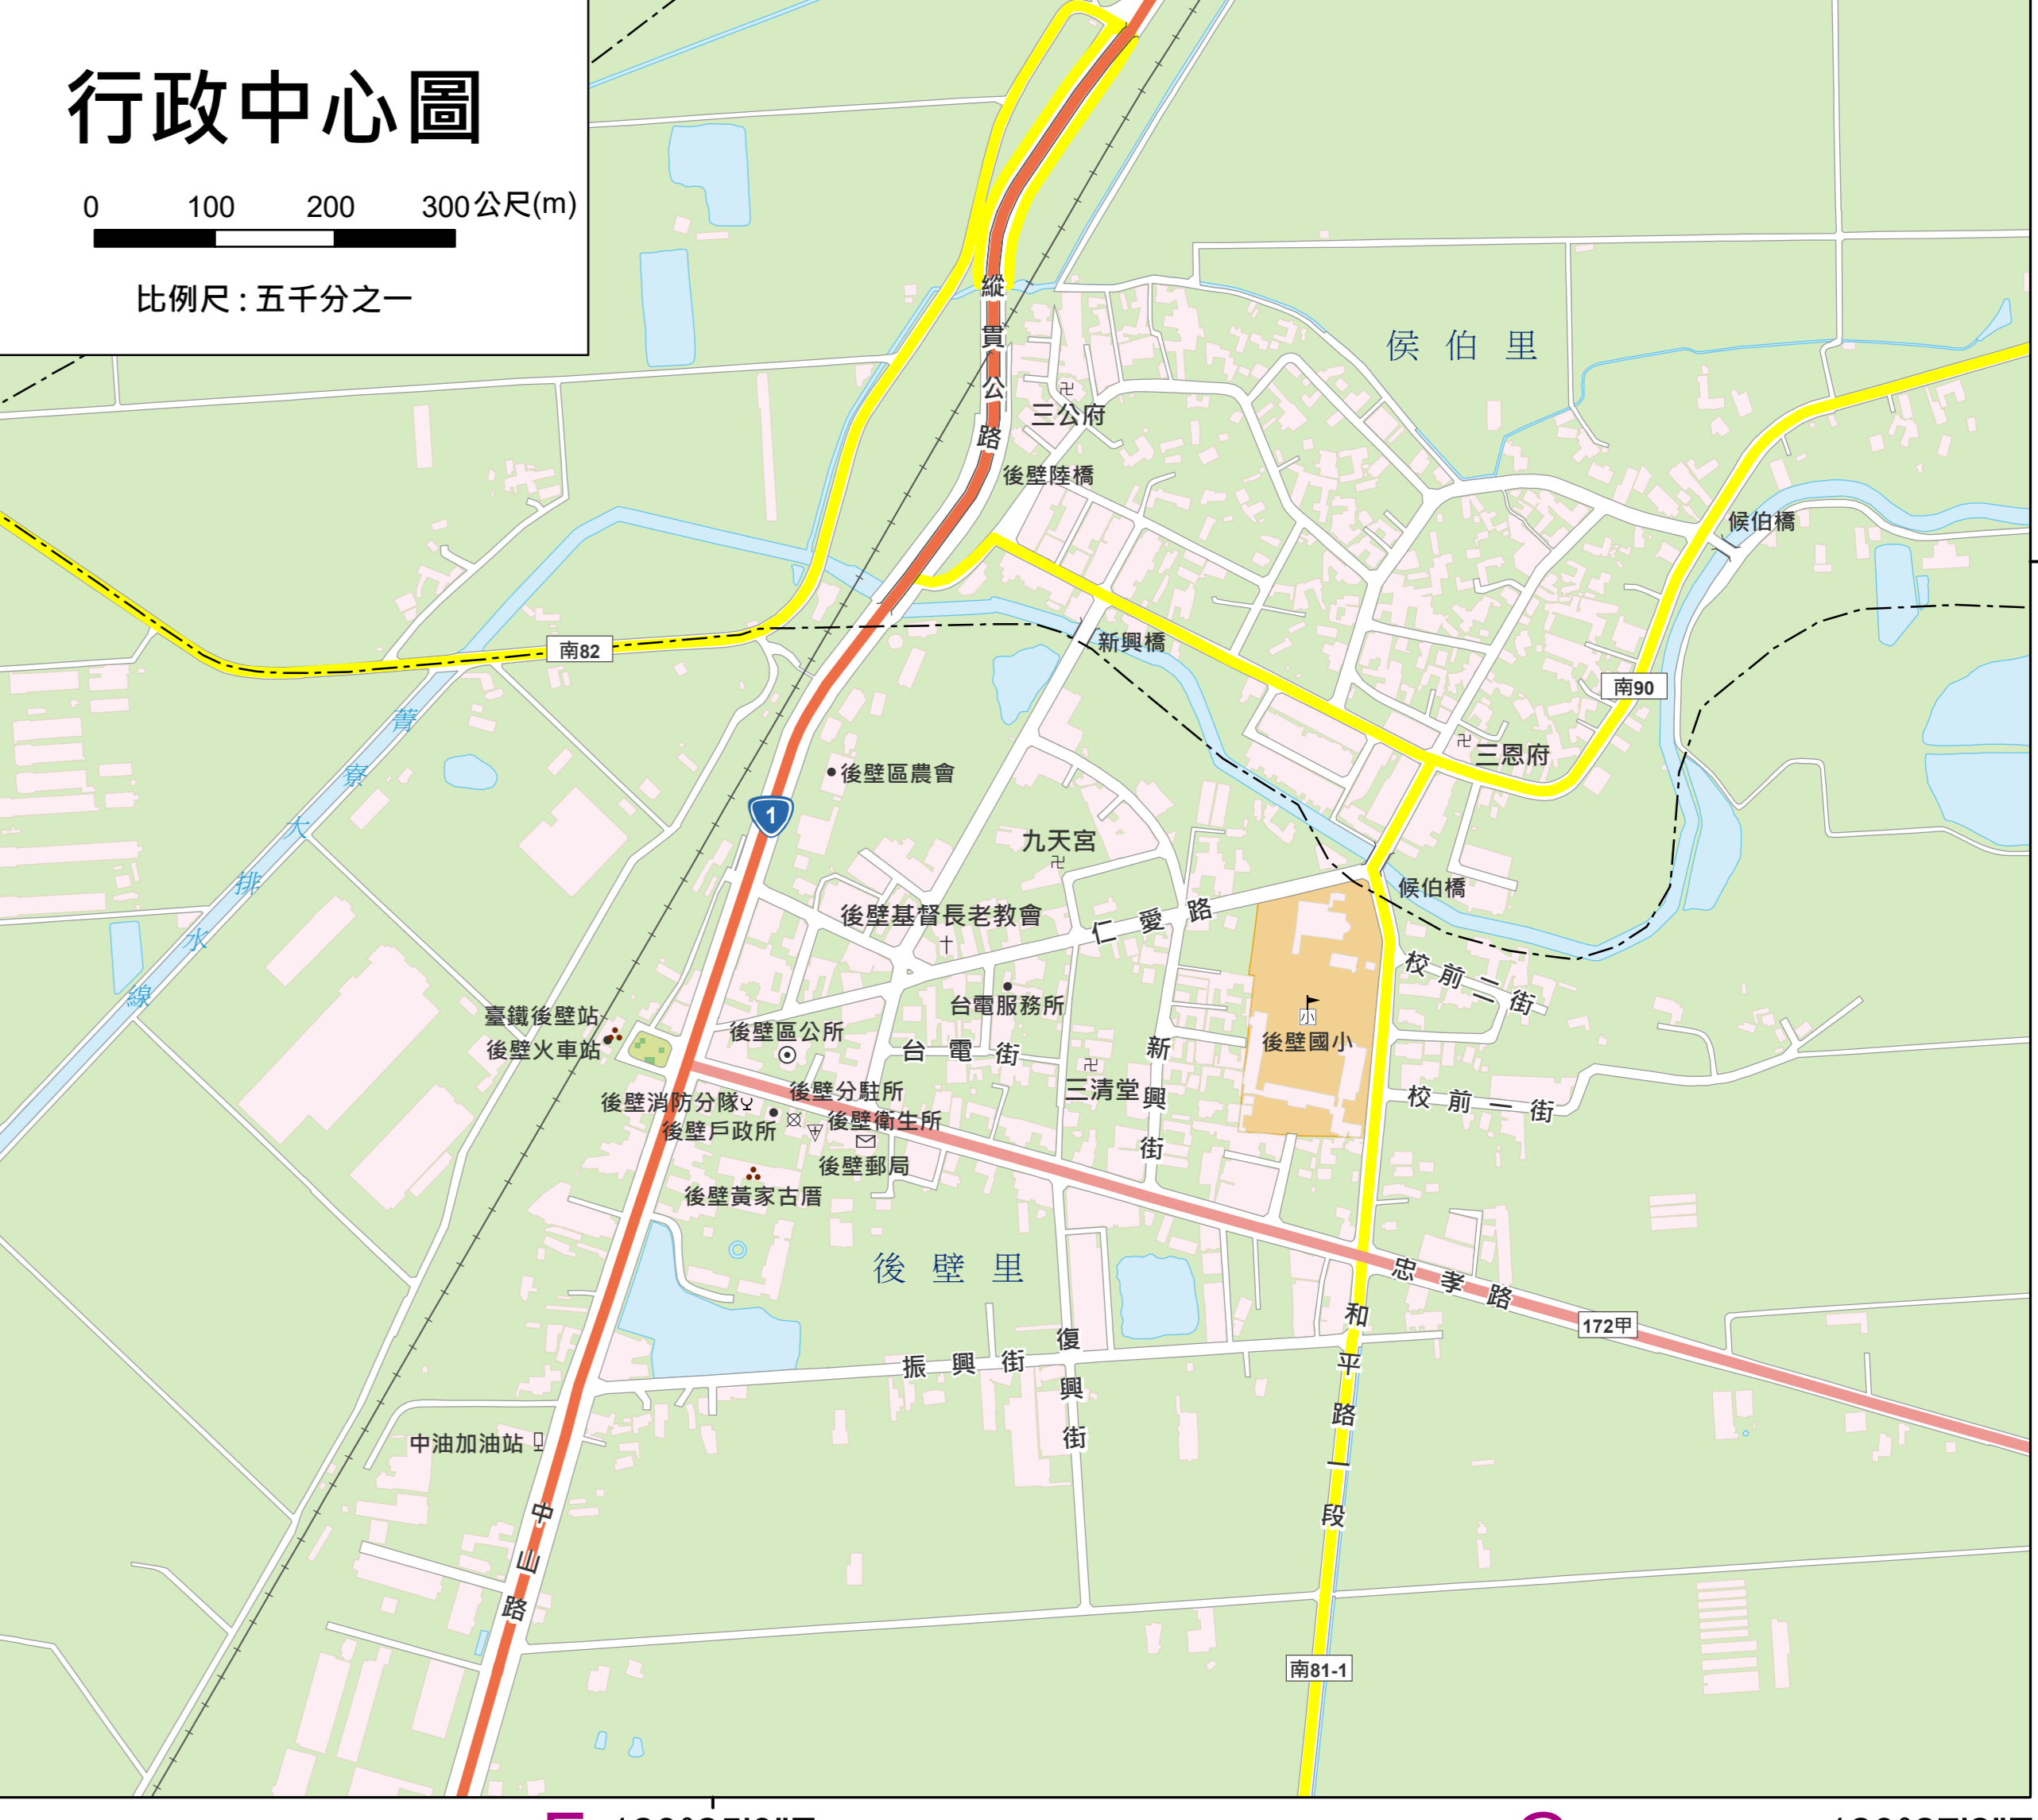 行政中心圖
0 100 200 300 公尺(m)
比例尺 : 五千分之一
縱貫公路
侯伯里
三公府
後壁陸橋
候伯橋
新興橋
南82
南90
三恩府
菁寮大排水線
後壁區農會
1
九天宮
候伯橋
後壁基督長老教會
仁愛路
校前二街
臺鐵後壁站
後壁火車站
後壁區公所
台電服務所
台電街
新興街
小
後壁國小
三清堂
校前一街
後壁分駐所
後壁消防分隊
後壁戶政所
後壁衛生所
後壁郵局
後壁黃家古厝
後壁里
忠孝路
172甲
和平路一段
振興街
復興街
中油加油站
中山路
南81-1